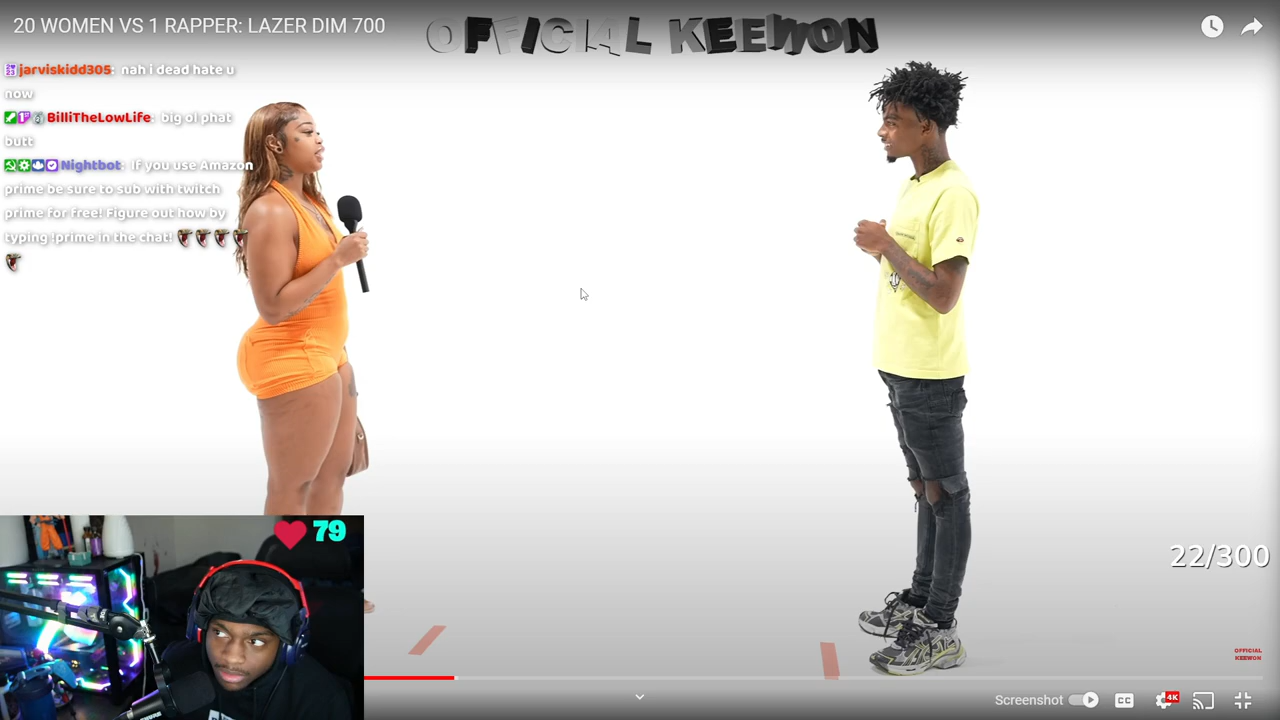 20 WOMEN VS 1 RAPPER: LAZER DIM 700
OFFICIAL KEEWON
jarviskidd305: nah i dead hate u
now
BilliTheLowLife: big ol phat
butt
Nightbot: If you use Amazon
prime be sure to sub with twitch
prime for free! Figure out how by
typing !prime in the chat!
79
22/300
OFFICIAL
KEEWON
Screenshot
CC
4K